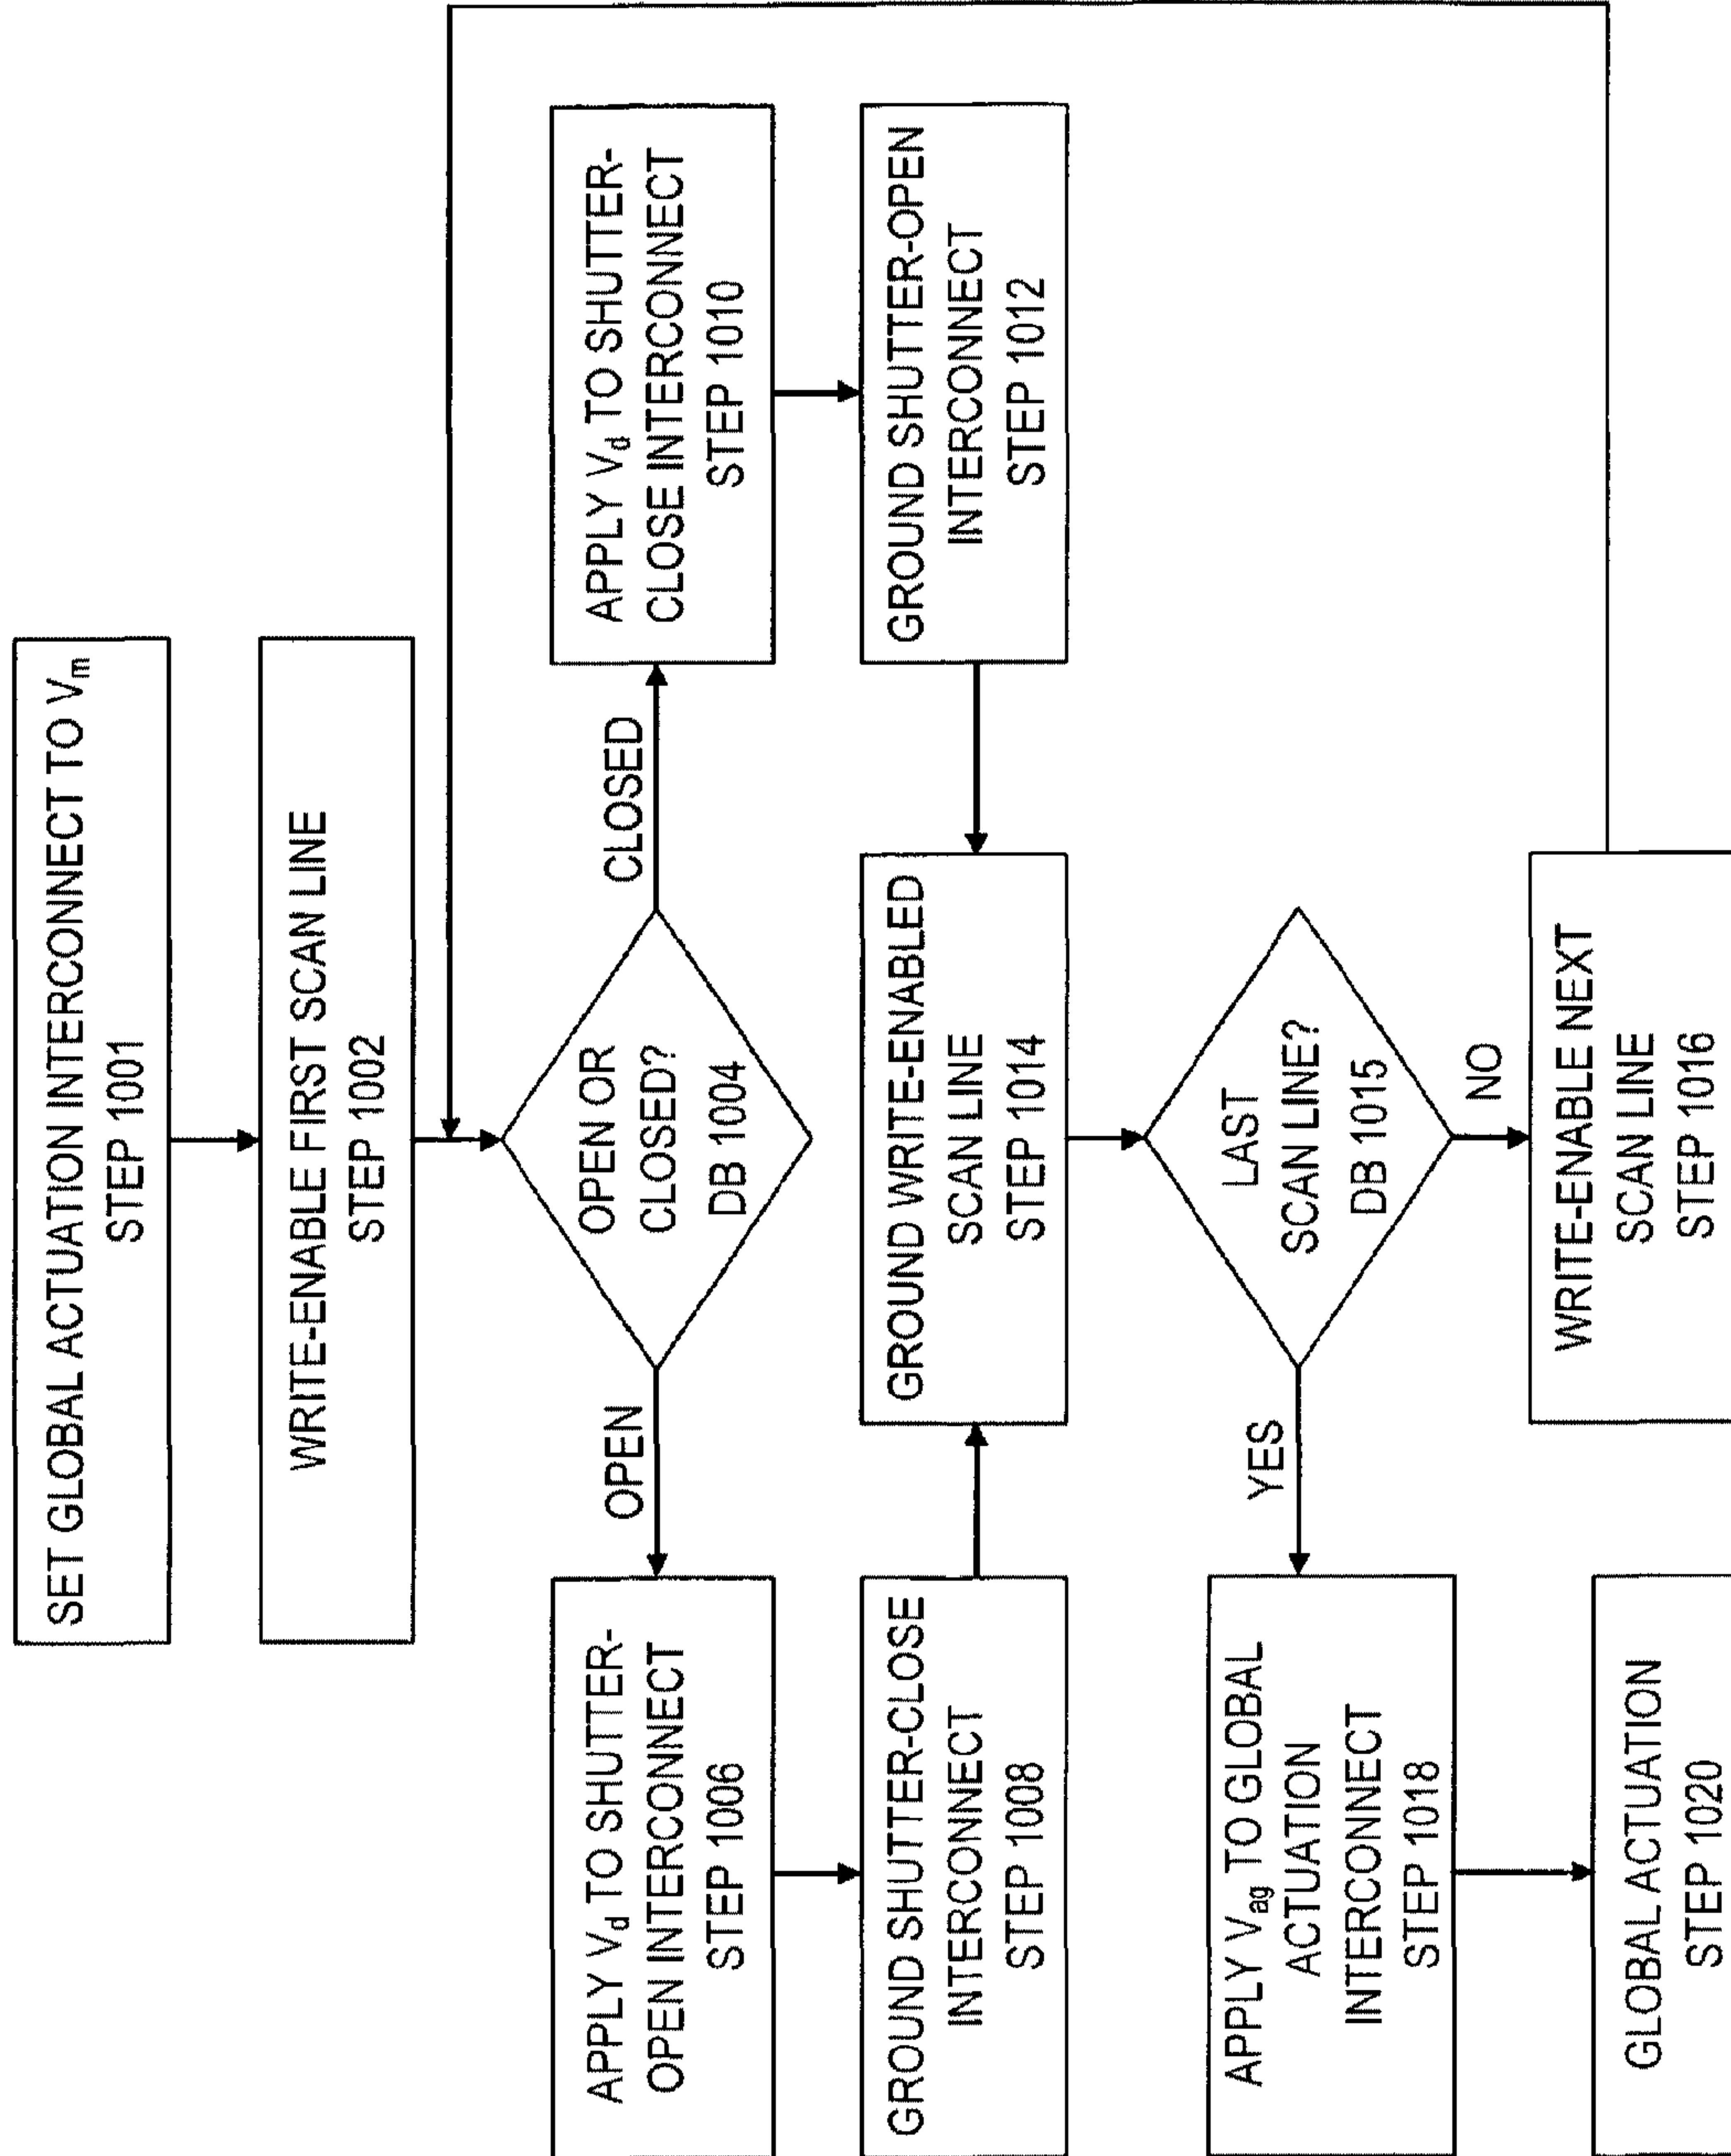 SET GLOBAL ACTUATION INTERCONNECT TO Vm
STEP 1001
WRITE-ENABLE FIRST SCAN LINE
STEP 1002
OPEN OR
CLOSED?
DB 1004
OPEN
CLOSED
APPLY Vd TO SHUTTER-
OPEN INTERCONNECT
STEP 1006
APPLY Vd TO SHUTTER-
CLOSE INTERCONNECT
STEP 1010
GROUND SHUTTER-CLOSE
INTERCONNECT
STEP 1008
GROUND WRITE-ENABLED
SCAN LINE
STEP 1014
GROUND SHUTTER-OPEN
INTERCONNECT
STEP 1012
LAST
SCAN LINE?
DB 1015
YES
NO
APPLY Vag TO GLOBAL
ACTUATION
INTERCONNECT
STEP 1018
WRITE-ENABLE NEXT
SCAN LINE
STEP 1016
GLOBAL ACTUATION
STEP 1020